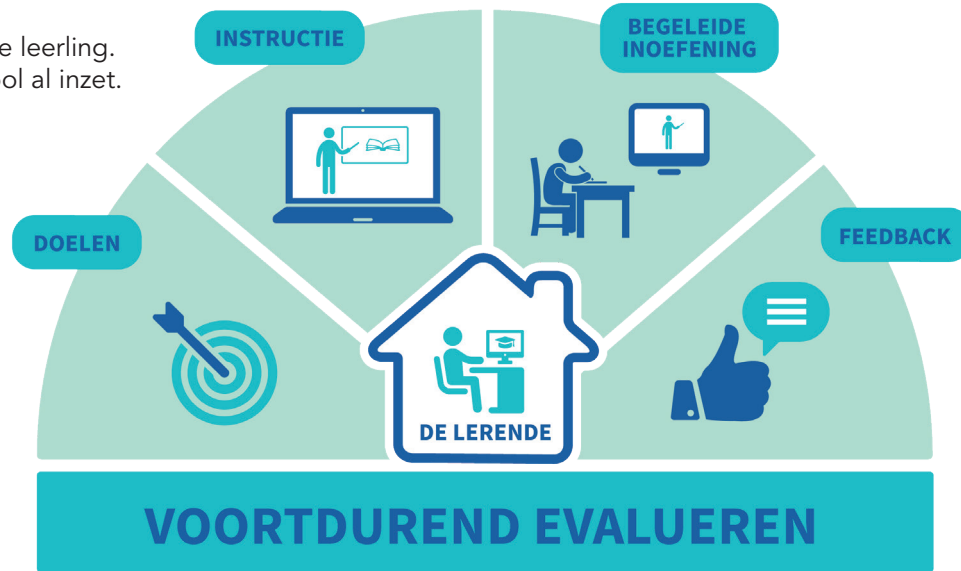 e leerling.
ol al inzet.
INSTRUCTIE
BEGELEIDE
INOEFENING
DOELEN
FEEDBACK
DE LERENDE
VOORTDUREND EVALUEREN